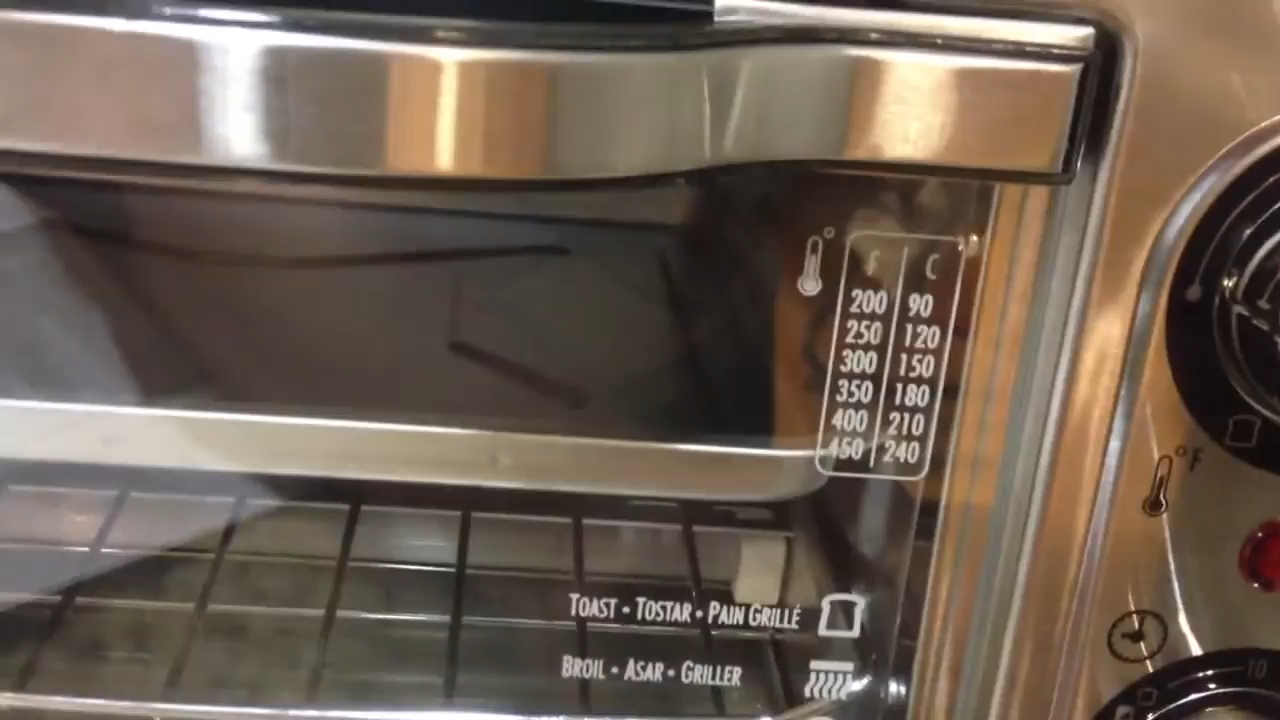 ° F C
200 90
250 120
300 150
350 180
400 210
450 240
°F
TOAST • TOSTAR • PAIN GRILLÉ
BROIL • ASAR • GRILLER
10